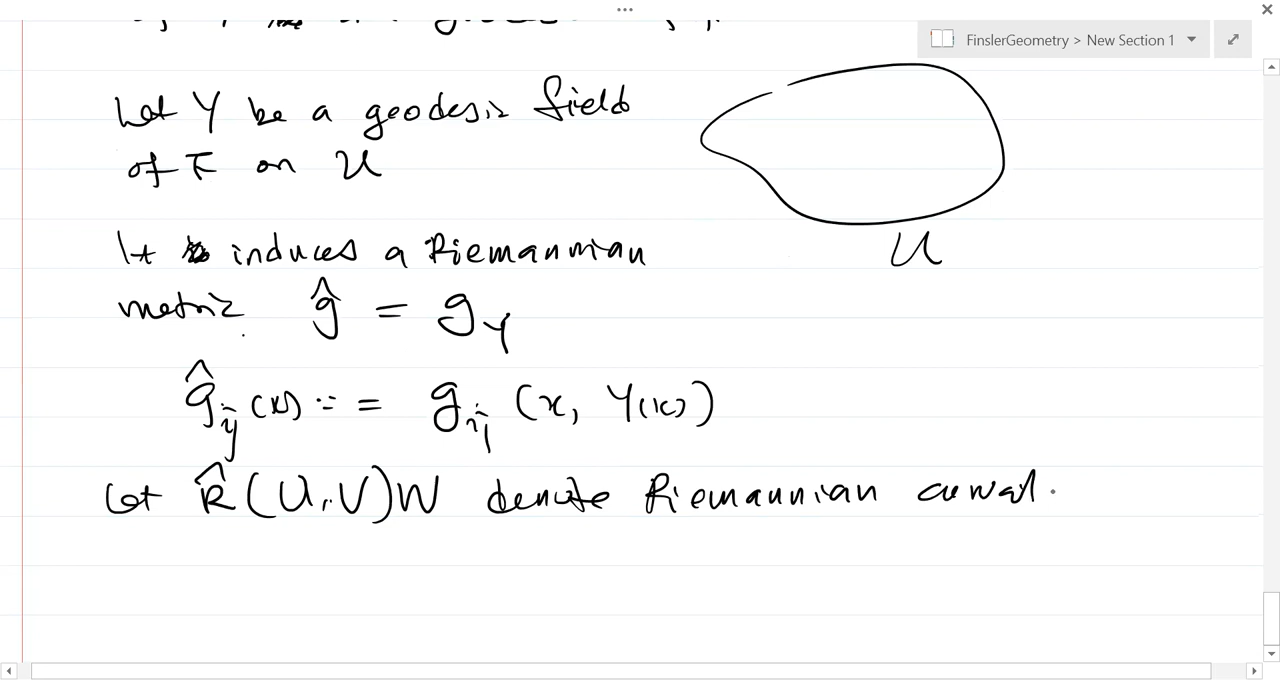 FinslerGeometry > New Section 1
Let Y be a geodesic field
of F on U
U
It induces a Riemannian
metric ĝ = g_Y
ĝ_ij (x) := = g_ij (x, Y(x))
Let R̂(U,V)W denote Riemannian curvat.